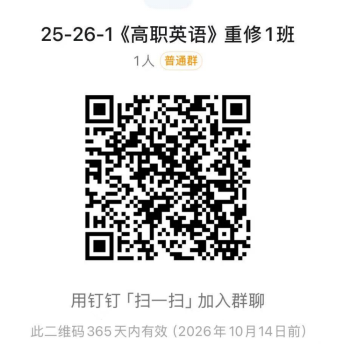 25-26-1《高职英语》重修1班
1人 普通群
用钉钉「扫一扫」加入群聊
此二维码365天内有效（2026年10月14日前）